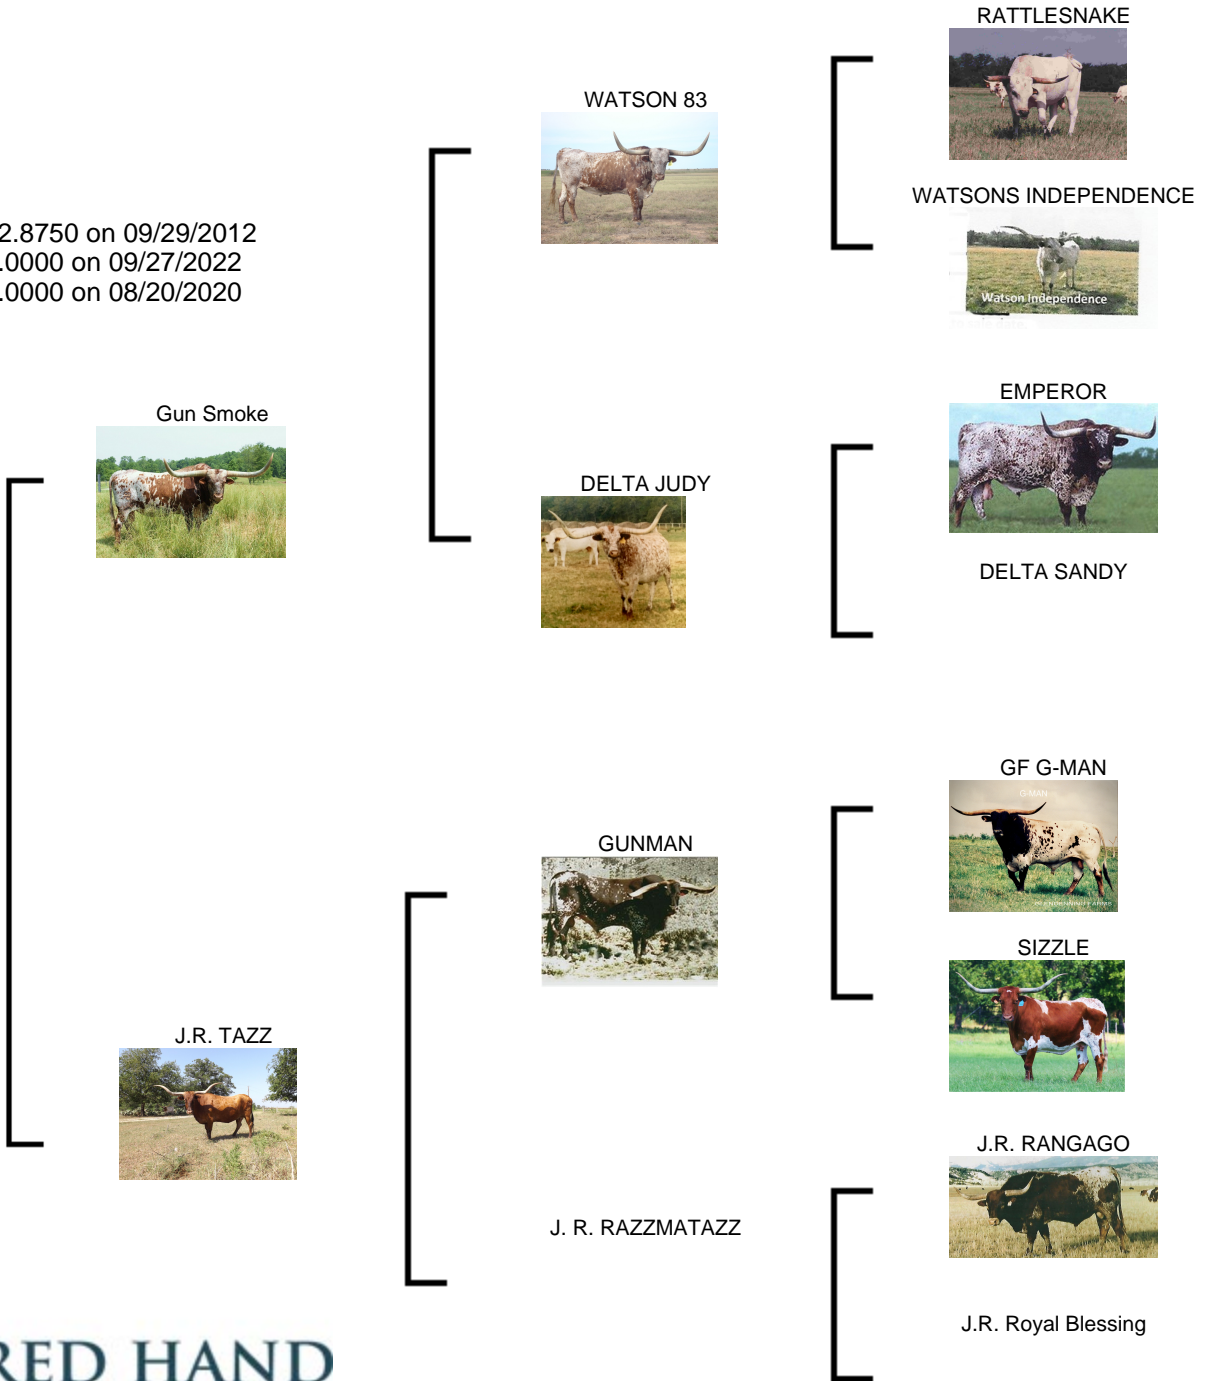 RATTLESNAKE
WATSON 83
WATSONS INDEPENDENCE
2.8750 on 09/29/2012
.0000 on 09/27/2022
.0000 on 08/20/2020
Watson Independence
EMPEROR
Gun Smoke
DELTA JUDY
DELTA SANDY
GF G-MAN
G-MAN
GUNMAN
SIZZLE
J.R. TAZZ
J.R. RANGAGO
J. R. RAZZMATAZZ
J.R. Royal Blessing
RED HAND